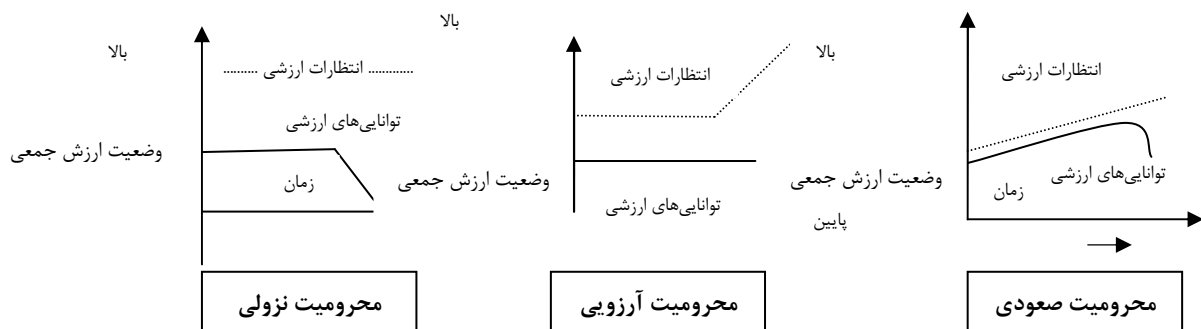 بالا
انتظارات ارزشی
وضعیت ارزش جمعی
توانایی‌های ارزشی
زمان
پایین
محرومیت صعودی
بالا
انتظارات ارزشی
وضعیت ارزش جمعی
توانایی‌های ارزشی
محرومیت آرزویی
بالا
......... انتظارات ارزشی ...........
توانایی‌های ارزشی
وضعیت ارزش جمعی
زمان
محرومیت نزولی